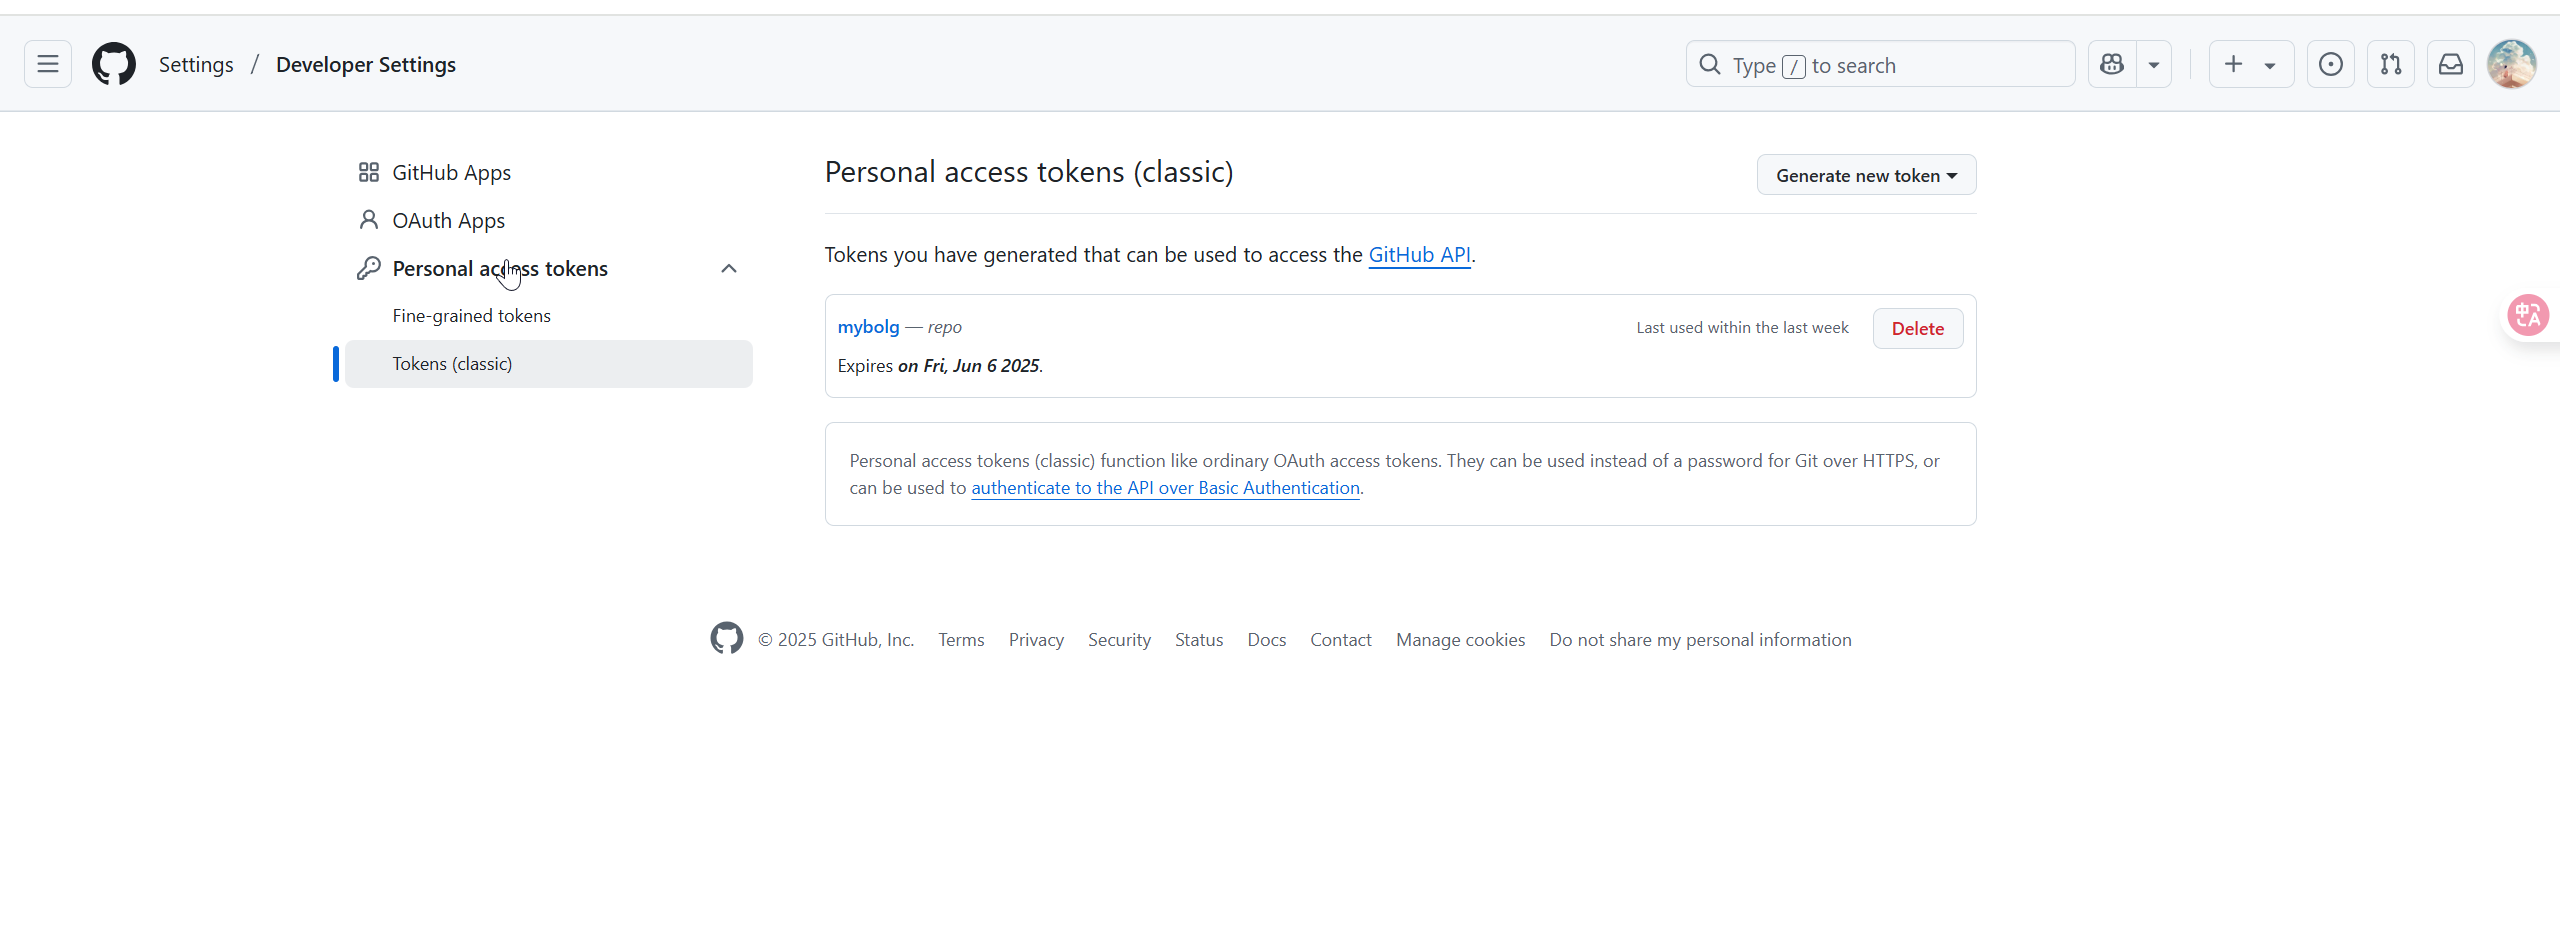 Settings / Developer Settings
Type / to search
GitHub Apps
OAuth Apps
Personal access tokens
Fine-grained tokens
Tokens (classic)
Personal access tokens (classic)
Generate new token
Tokens you have generated that can be used to access the GitHub API.
mybolg — repo
Last used within the last week
Delete
Expires on Fri, Jun 6 2025.
Personal access tokens (classic) function like ordinary OAuth access tokens. They can be used instead of a password for Git over HTTPS, or
can be used to authenticate to the API over Basic Authentication.
中A
© 2025 GitHub, Inc. Terms Privacy Security Status Docs Contact Manage cookies Do not share my personal information